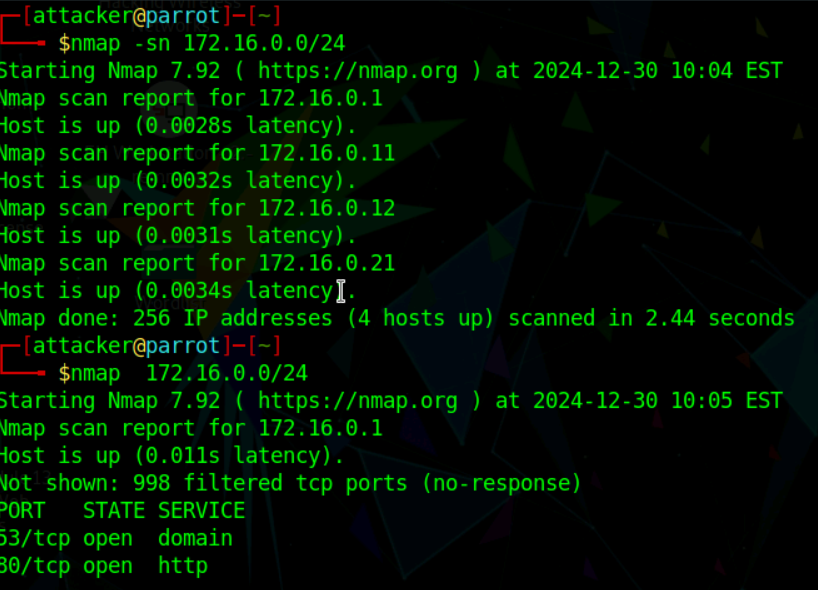 ┌─[attacker@parrot]─[~]
└──╼ $nmap -sn 172.16.0.0/24
Starting Nmap 7.92 ( https://nmap.org ) at 2024-12-30 10:04 EST
Nmap scan report for 172.16.0.1
Host is up (0.0028s latency).
Nmap scan report for 172.16.0.11
Host is up (0.0032s latency).
Nmap scan report for 172.16.0.12
Host is up (0.0031s latency).
Nmap scan report for 172.16.0.21
Host is up (0.0034s latency).
Nmap done: 256 IP addresses (4 hosts up) scanned in 2.44 seconds
┌─[attacker@parrot]─[~]
└──╼ $nmap  172.16.0.0/24
Starting Nmap 7.92 ( https://nmap.org ) at 2024-12-30 10:05 EST
Nmap scan report for 172.16.0.1
Host is up (0.011s latency).
Not shown: 998 filtered tcp ports (no-response)
PORT   STATE SERVICE
53/tcp open  domain
80/tcp open  http